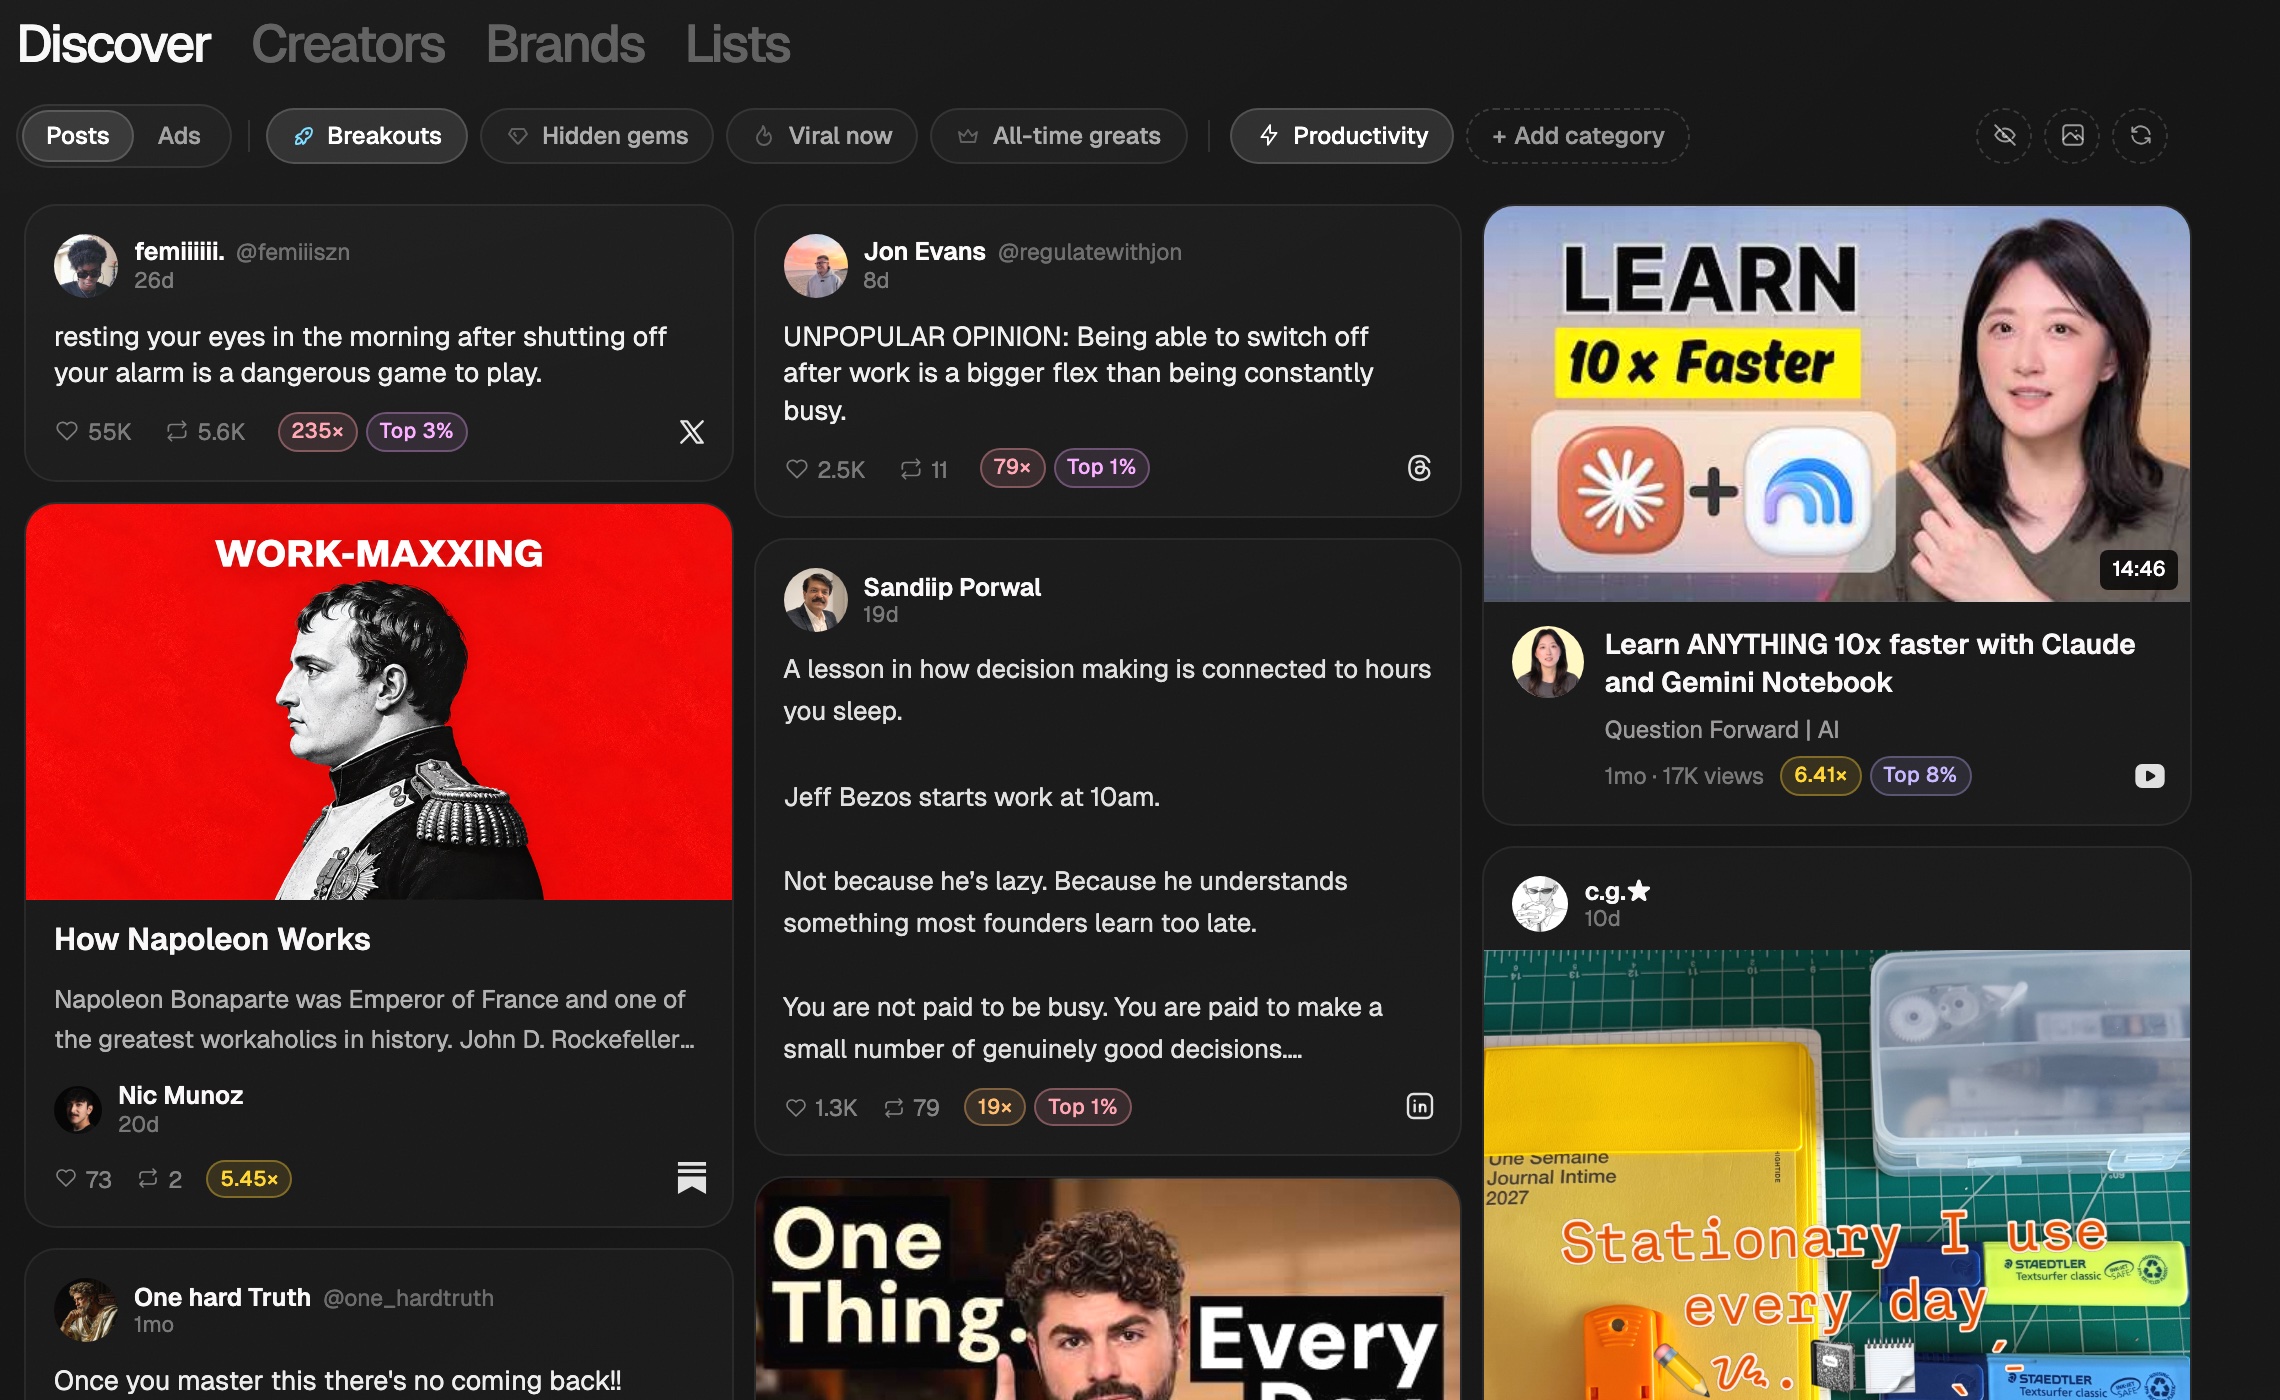 Discover Creators Brands Lists
Posts Ads Breakouts Hidden gems Viral now All-time greats Productivity + Add category
femiiiiii. @femiiiszn
26d
resting your eyes in the morning after shutting off
your alarm is a dangerous game to play.
55K 5.6K 235× Top 3%
WORK-MAXXING
How Napoleon Works
Napoleon Bonaparte was Emperor of France and one of
the greatest workaholics in history. John D. Rockefeller...
Nic Munoz
20d
73 2 5.45×
One hard Truth @one_hardtruth
1mo
Once you master this there's no coming back!!
Jon Evans @regulatewithjon
8d
UNPOPULAR OPINION: Being able to switch off
after work is a bigger flex than being constantly
busy.
2.5K 11 79× Top 1%
Sandiip Porwal
19d
A lesson in how decision making is connected to hours
you sleep.
Jeff Bezos starts work at 10am.
Not because he’s lazy. Because he understands
something most founders learn too late.
You are not paid to be busy. You are paid to make a
small number of genuinely good decisions....
1.3K 79 19× Top 1%
in
One
Thing.
Every
Day
LEARN
10x Faster
14:46
Learn ANYTHING 10x faster with Claude
and Gemini Notebook
Question Forward | AI
1mo · 17K views 6.41× Top 8%
c.g.★
10d
Une Semaine
Journal Intime
2027
HIGHTIDE
Stationary I use
every day
STAEDTLER
Textsurfer classic
STAEDTLER
Textsurfer classic